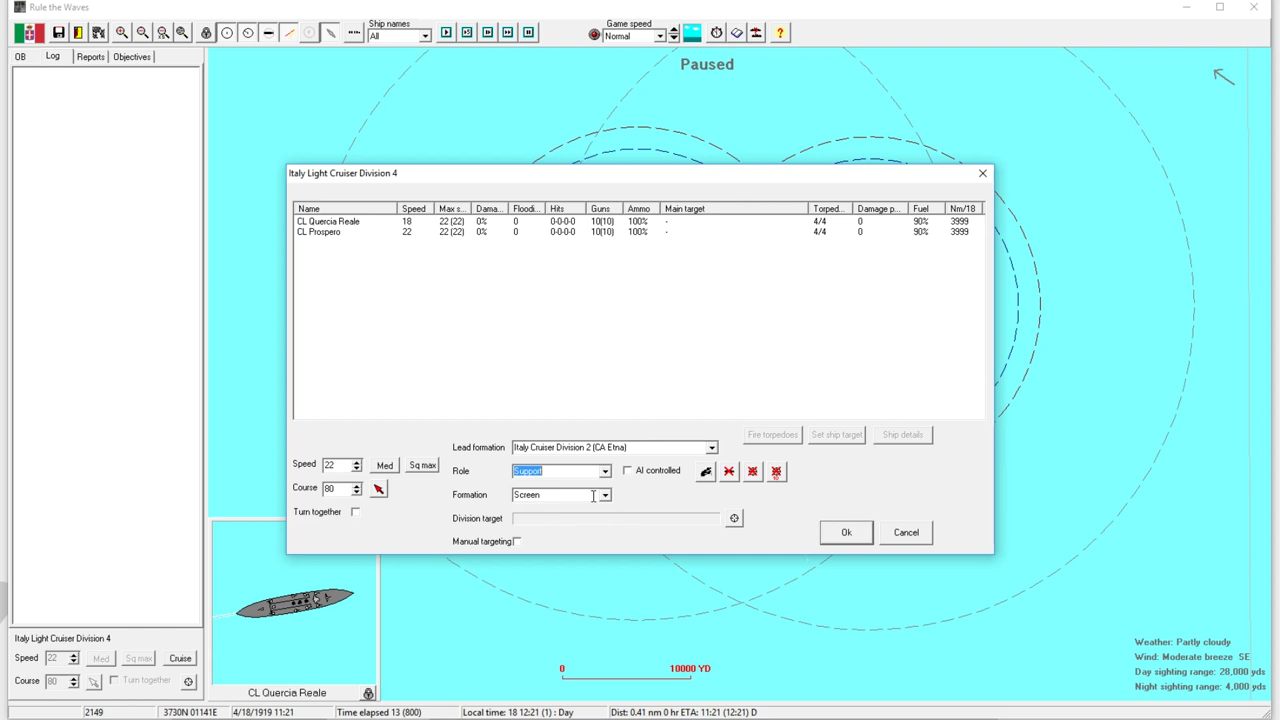 Rule the Waves
Ship names
All
Game speed
Normal
OB Log Reports Objectives
Paused
Italy Light Cruiser Division 4
Name Speed Max s... Dama... Floodi... Hits Guns Ammo Main target Torped... Damage p... Fuel Nm/18
CL Quercia Reale 18 22 (22) 0% 0 0-0-0-0 10(10) 100% - 4/4 0 90% 3999
CL Prospero 22 22 (22) 0% 0 0-0-0-0 10(10) 100% - 4/4 0 90% 3999
Fire torpedoes Set ship target Ship details
Lead formation Italy Cruiser Division 2 (CA Etna)
Speed 22 Med Sq max
Role Support AI controlled
Course 80
Formation Screen
Turn together
Division target
Manual targeting
Ok Cancel
Italy Light Cruiser Division 4
Speed 22 Med Sq max Cruise
Course 80 Turn together
CL Quercia Reale
0 10000 YD
Weather: Partly cloudy
Wind: Moderate breeze SE
Day sighting range: 28,000 yds
Night sighting range: 4,000 yds
2149 3730N 01141E 4/18/1919 11:21 Time elapsed 13 (800) Local time: 18 12:21 (1) : Day Dist: 0.41 nm 0 hr ETA: 11:21 (12:21) D